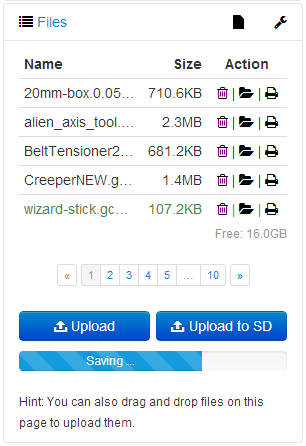 Files
Name Size Action
20mm-box.0.05... 710.6KB | |
alien_axis_tool.... 2.3MB | |
BeltTensioner2... 681.2KB | |
CreeperNEW.g... 1.4MB | |
wizard-stick.gc... 107.2KB | |
Free: 16.0GB
« 1 2 3 4 5 ... 10 »
Upload Upload to SD
Saving ...
Hint: You can also drag and drop files on this
page to upload them.